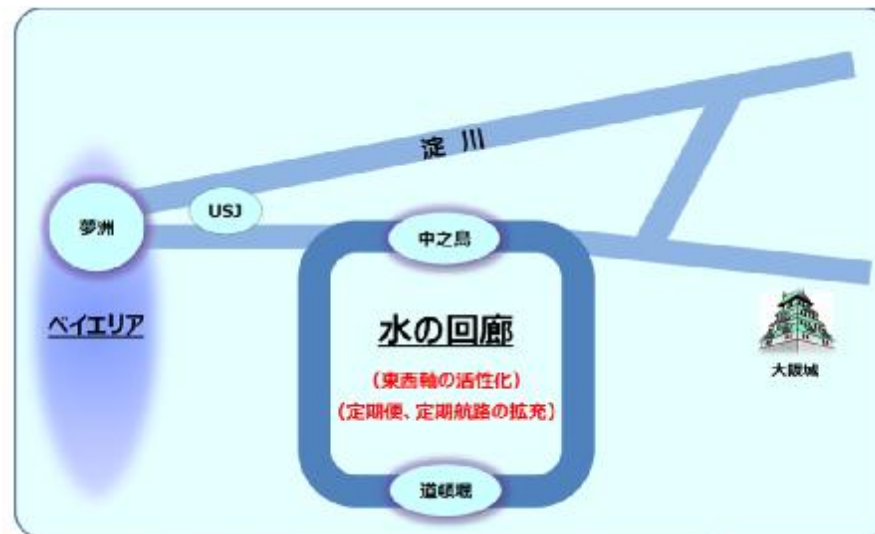 淀川
USJ
夢洲
中之島
ベイエリア
水の回廊
（東西軸の活性化）
（定期便、定期航路の拡充）
大阪城
道頓堀